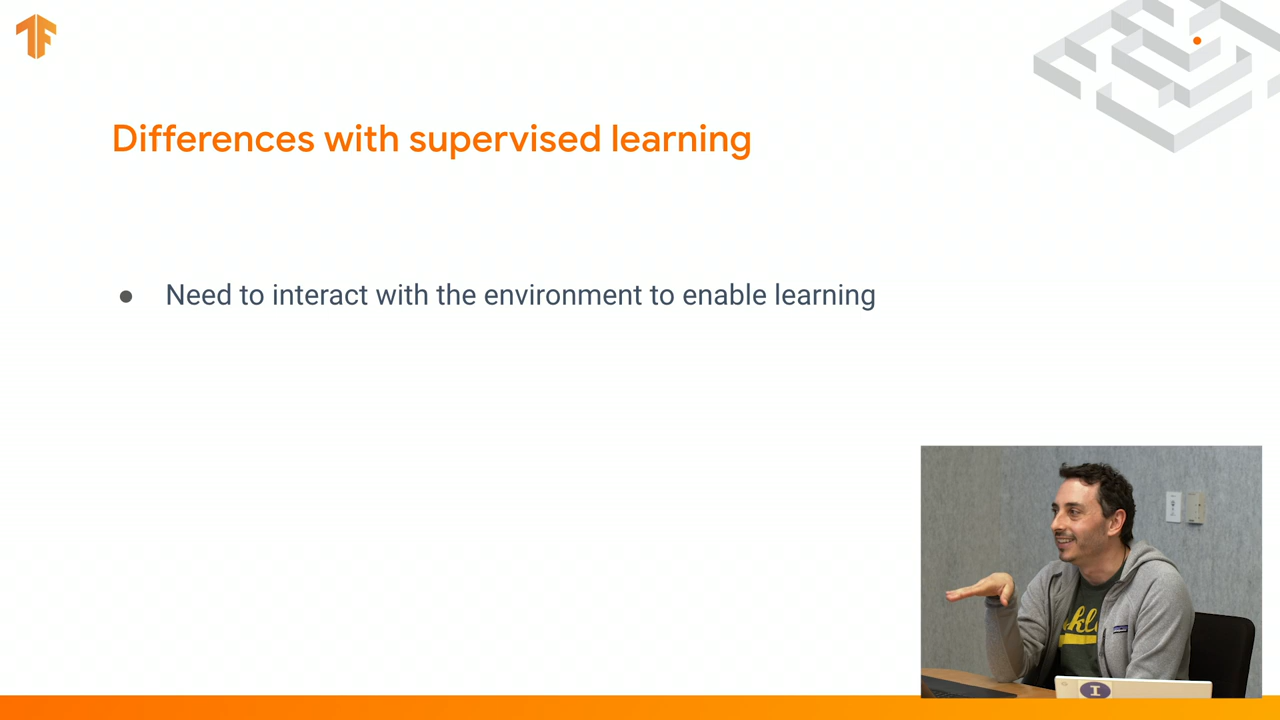 Differences with supervised learning
● Need to interact with the environment to enable learning